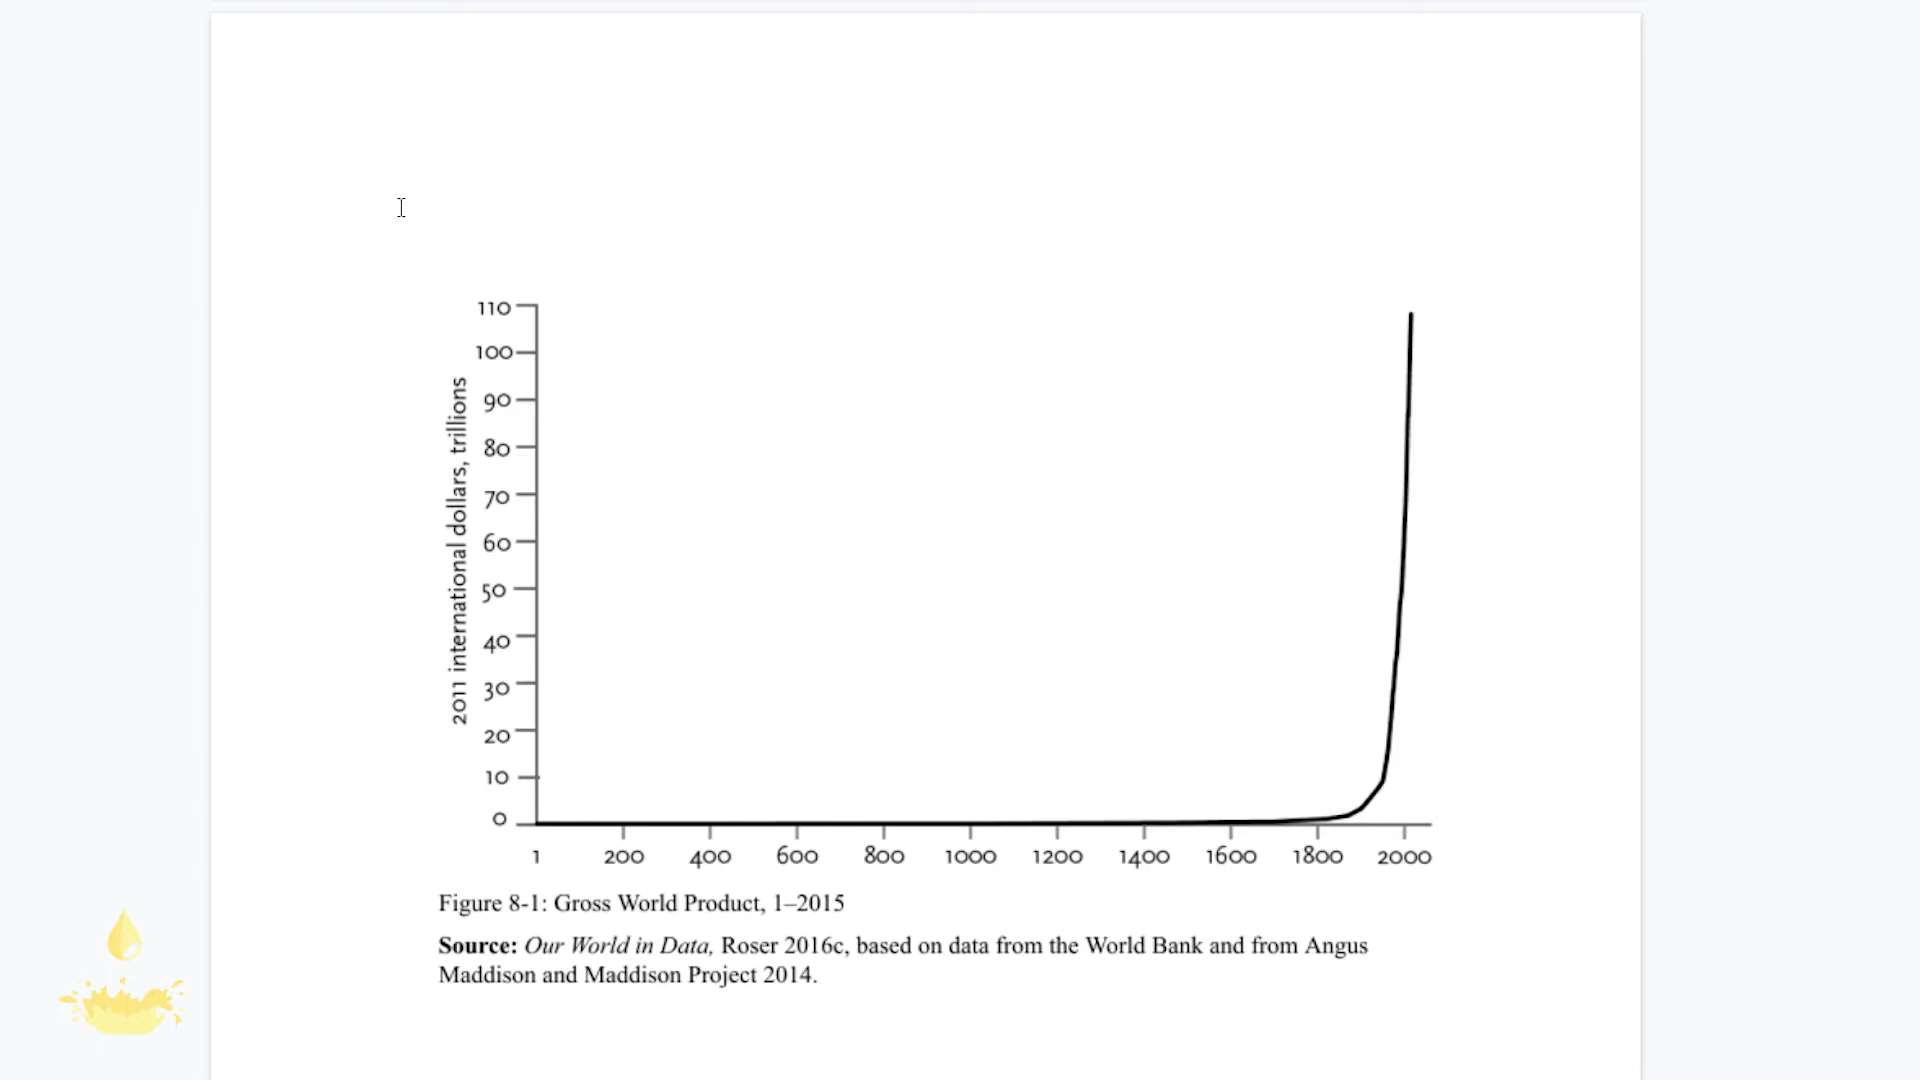 110
100
90
80
70
60
50
40
30
20
10
0
2011 international dollars, trillions
1 200 400 600 800 1000 1200 1400 1600 1800 2000
Figure 8-1: Gross World Product, 1–2015
Source: Our World in Data, Roser 2016c, based on data from the World Bank and from Angus
Maddison and Maddison Project 2014.